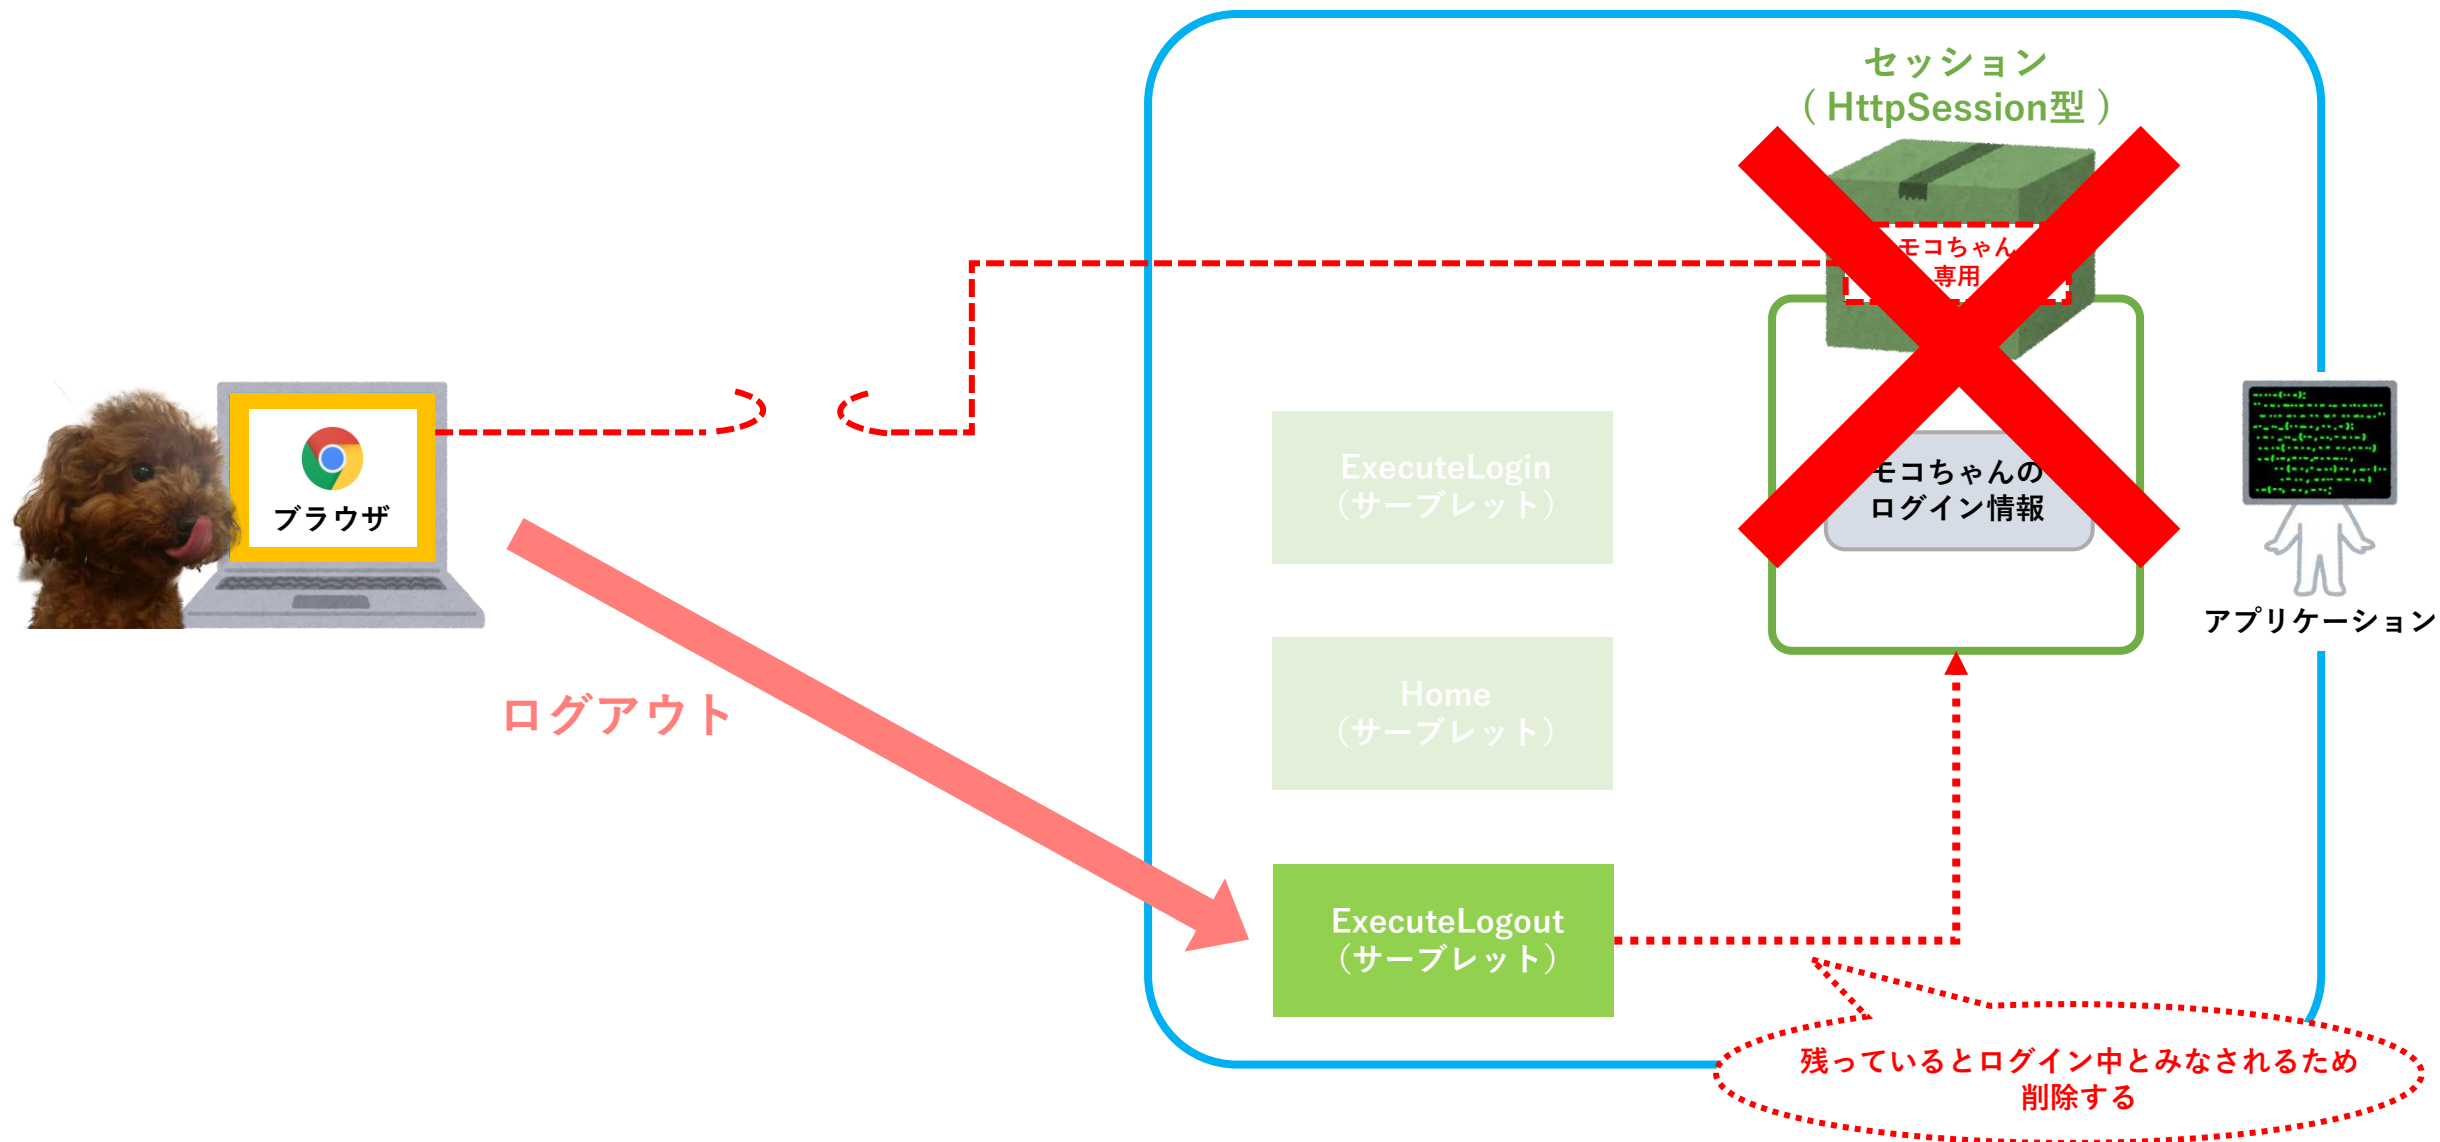 セッション
（ HttpSession型 ）
モコちゃん
専用
ブラウザ
ExecuteLogin
（サーブレット）
モコちゃんの
ログイン情報
アプリケーション
ログアウト
Home
（サーブレット）
ExecuteLogout
（サーブレット）
残っているとログイン中とみなされるため
削除する